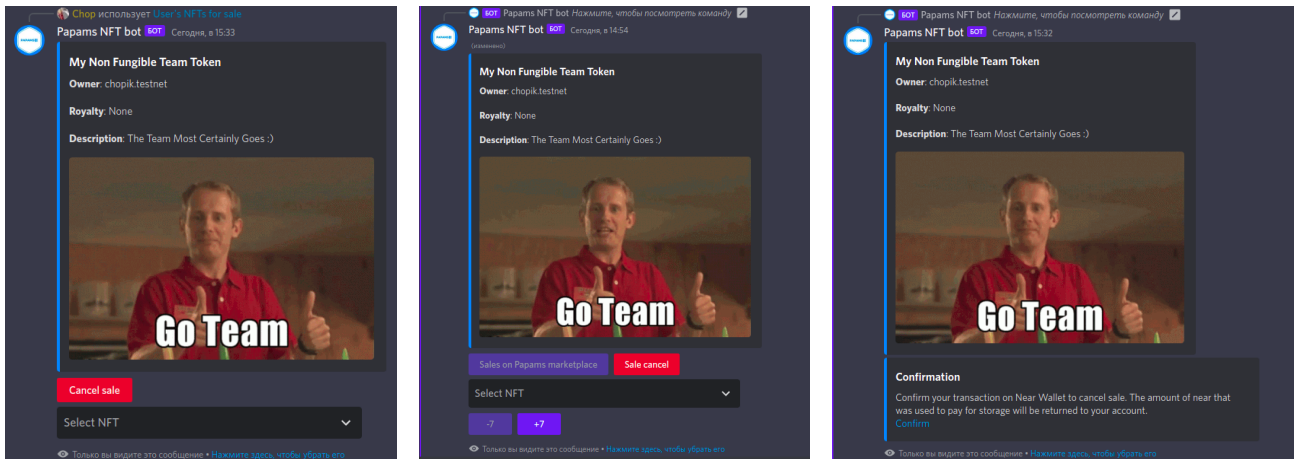 Chop использует User's NFTs for sale
Papams NFT bot БОТ Сегодня, в 15:33
My Non Fungible Team Token
Owner: chopik.testnet
Royalty: None
Description: The Team Most Certainly Goes :)
Go Team
Cancel sale
Select NFT
Только вы видите это сообщение • Нажмите здесь, чтобы убрать его
БОТ Papams NFT bot Нажмите, чтобы посмотреть команду
Papams NFT bot БОТ Сегодня, в 14:54
(изменено)
My Non Fungible Team Token
Owner: chopik.testnet
Royalty: None
Description: The Team Most Certainly Goes :)
Go Team
Sales on Papams marketplace Sale cancel
Select NFT
-7 +7
Только вы видите это сообщение • Нажмите здесь, чтобы убрать его
БОТ Papams NFT bot Нажмите, чтобы посмотреть команду
Papams NFT bot БОТ Сегодня, в 15:32
My Non Fungible Team Token
Owner: chopik.testnet
Royalty: None
Description: The Team Most Certainly Goes :)
Go Team
Confirmation
Confirm your transaction on Near Wallet to cancel sale. The amount of near that
was used to pay for storage will be returned to your account.
Confirm
Только вы видите это сообщение • Нажмите здесь, чтобы убрать его